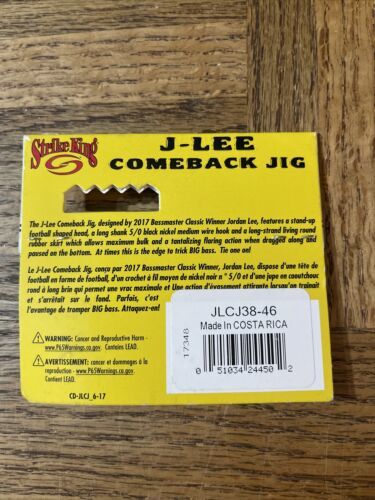 Strike King
J-LEE
COMEBACK JIG
The J-Lee Comeback Jig, designed by 2017 Bassmaster Classic Winner Jordan Lee, features a stand-up
football shaped head, a long shank 5/0 black nickel medium wire hook and a long-strand living round
rubber skirt which allows maximum bulk and a tantalizing flaring action when dragged along and
paused on the bottom. At times this is the edge to trick BIG bass. Tie one on!
Le J-Lee Comeback Jig, conçu par 2017 Bassmaster Classic Winner, Jordan Lee, dispose d'une tête de
football en forme de football, d'un crochet à fil moyen de nickel noir " 5/0 et d'une jupe en caoutchouc
rond à long brin qui permet une vrac maximale et Une action d'évasement attirante lorsqu'on traînait
et s'arrêtait sur le fond. Parfois, c'est
l'avantage de tromper BIG bass. Attaquez-en!
WARNING: Cancer and Reproductive Harm -
www.P65Warnings.ca.gov. Contains LEAD.
AVERTISSEMENT: cancer et dommages à la
reproduction - www.P65Warnings.ca.gov.
Contient LEAD.
CD-JLCJ_6-17
JLCJ38-46
Made In COSTA RICA
17348
0 51034 24450 2